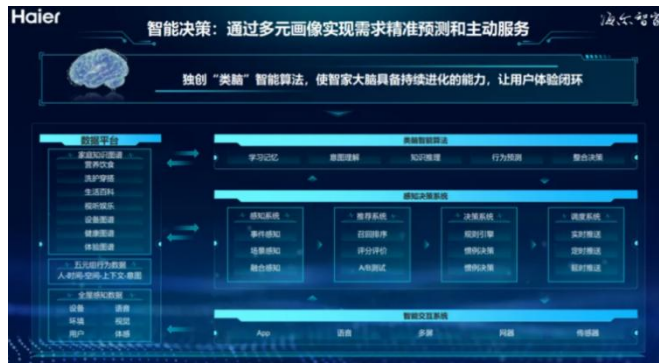 Haier
智能决策：通过多元画像实现需求精准预测和主动服务
海尔智家
独创“类脑”智能算法，使智家大脑具备持续进化的能力，让用户体验闭环
数据平台
家庭知识图谱
营养饮食
洗护穿搭
生活百科
视听娱乐
设备图谱
健康图谱
体验图谱
五元组行为数据
人-时间-空间-上下文-意图
全屋感知数据
设备 语音
环境 视觉
用户 体感
类脑智能算法
学习记忆 意图理解 知识推理 行为预测 整合决策
感知决策系统
感知系统
事件感知
场景感知
融合感知
推荐系统
召回排序
评分评价
A/B测试
决策系统
规则引擎
惯例决策
惯例决策
调度系统
实时推送
定时推送
延时推送
智能交互系统
App 语音 多屏 网器 传感器